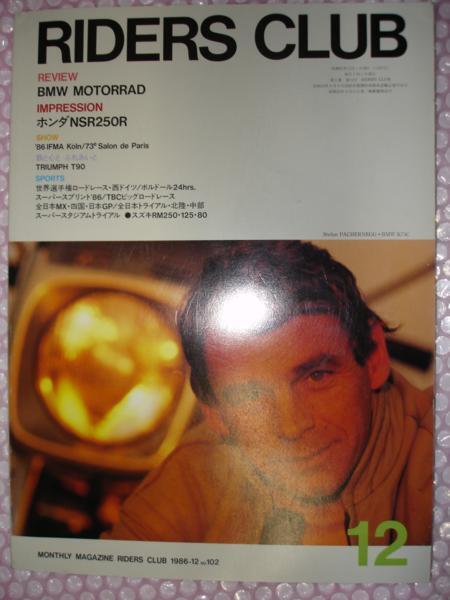 RIDERS CLUB
REVIEW
BMW MOTORRAD
IMPRESSION
ホンダNSR250R
SHOW
'86 IFMA Köln/73e Salon de Paris
TRIUMPH T90
SPORTS
世界選手権ロードレース・西ドイツ/ボルドール24hrs.
スーパースプリント'86/TBCビッグロードレース
全日本MX・四国・日本GP/全日本トライアル・北陸・中部
スーパースタジアムトライアル ●スズキRM250・125・80
Stefan PACHERNEGG・BMW K75C
12
MONTHLY MAGAZINE RIDERS CLUB 1986-12 no.102